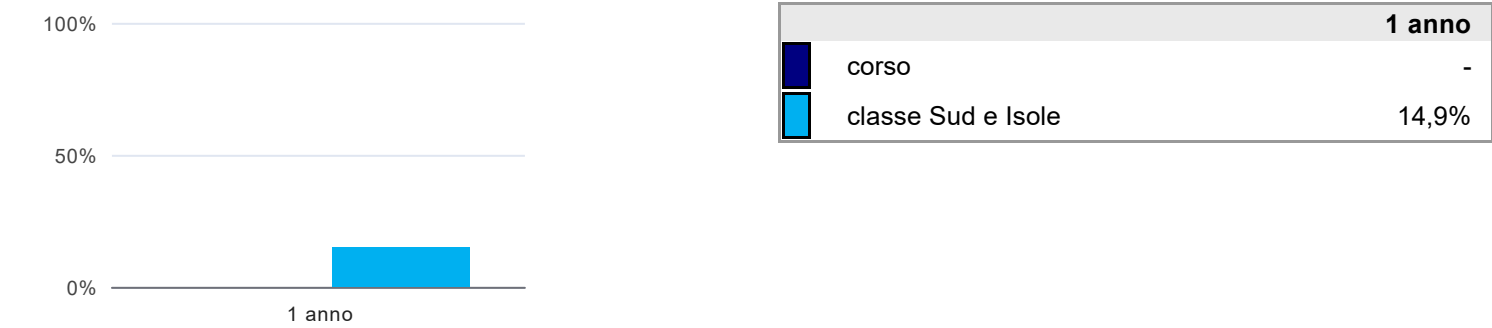 100%
50%
0%
1 anno
1 anno
corso -
classe Sud e Isole 14,9%